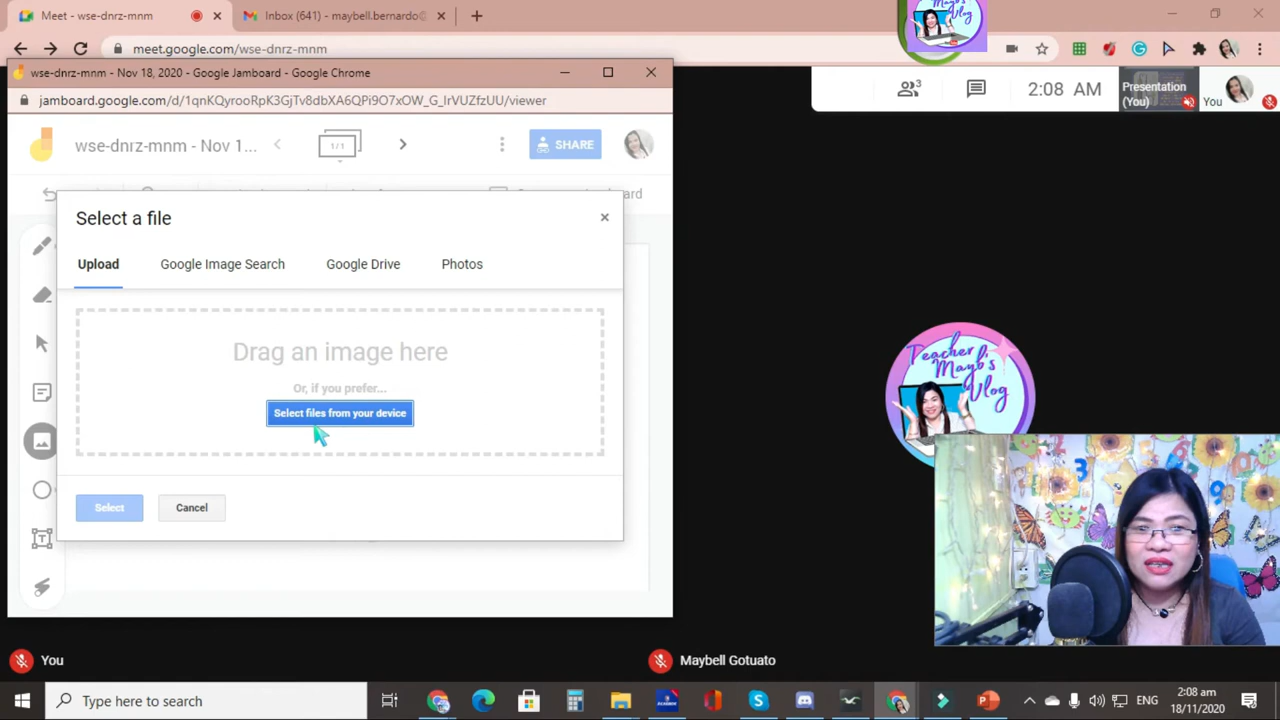 Meet - wse-dnrz-mnm
Inbox (641) - maybell.bernardo@
meet.google.com/wse-dnrz-mnm
wse-dnrz-mnm - Nov 18, 2020 - Google Jamboard - Google Chrome
jamboard.google.com/d/1qnKQyrooRpK3GjTv8dbXA6QPi9O7xOW_G_lrVUZfzUU/viewer
3
2:08 AM
Presentation
(You)
You
wse-dnrz-mnm - Nov 1...
1/1
SHARE
Select a file
Upload
Google Image Search
Google Drive
Photos
Drag an image here
Or, if you prefer...
Select files from your device
Select
Cancel
Teacher
Mayb's
Vlog
You
Maybell Gotuato
Type here to search
ENG
2:08 am
18/11/2020